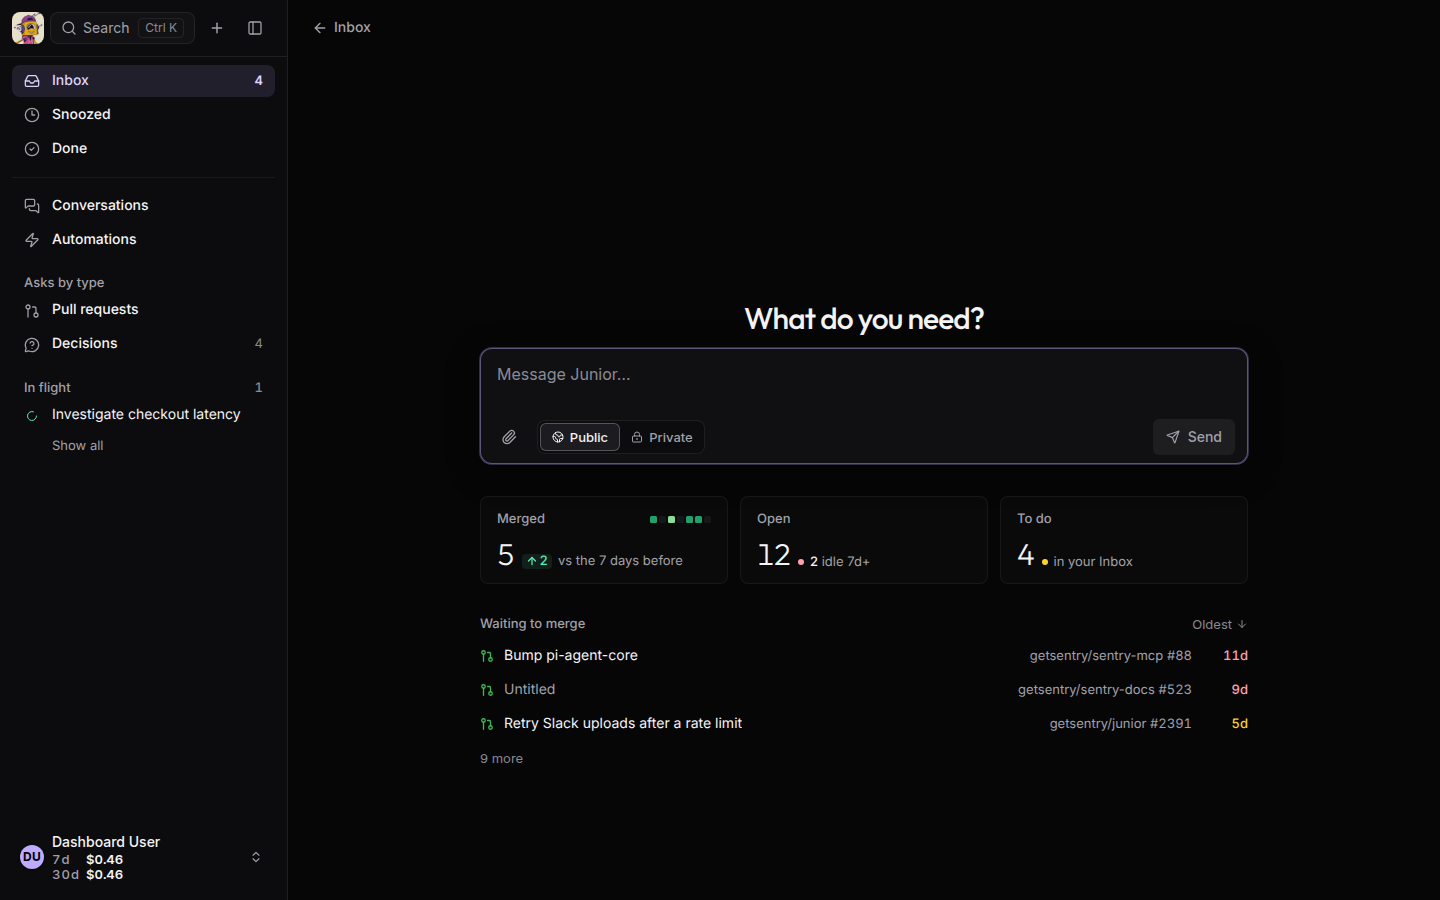 Search Ctrl K
Inbox 4
Snoozed
Done
Conversations
Automations
Asks by type
Pull requests
Decisions 4
In flight 1
Investigate checkout latency
Show all
DU
Dashboard User
7d $0.46
30d $0.46
Inbox
What do you need?
Message Junior...
Public Private Send
Merged
5 2 vs the 7 days before
Open
12 2 idle 7d+
To do
4 in your Inbox
Waiting to merge Oldest
Bump pi-agent-core getsentry/sentry-mcp #88 11d
Untitled getsentry/sentry-docs #523 9d
Retry Slack uploads after a rate limit getsentry/junior #2391 5d
9 more